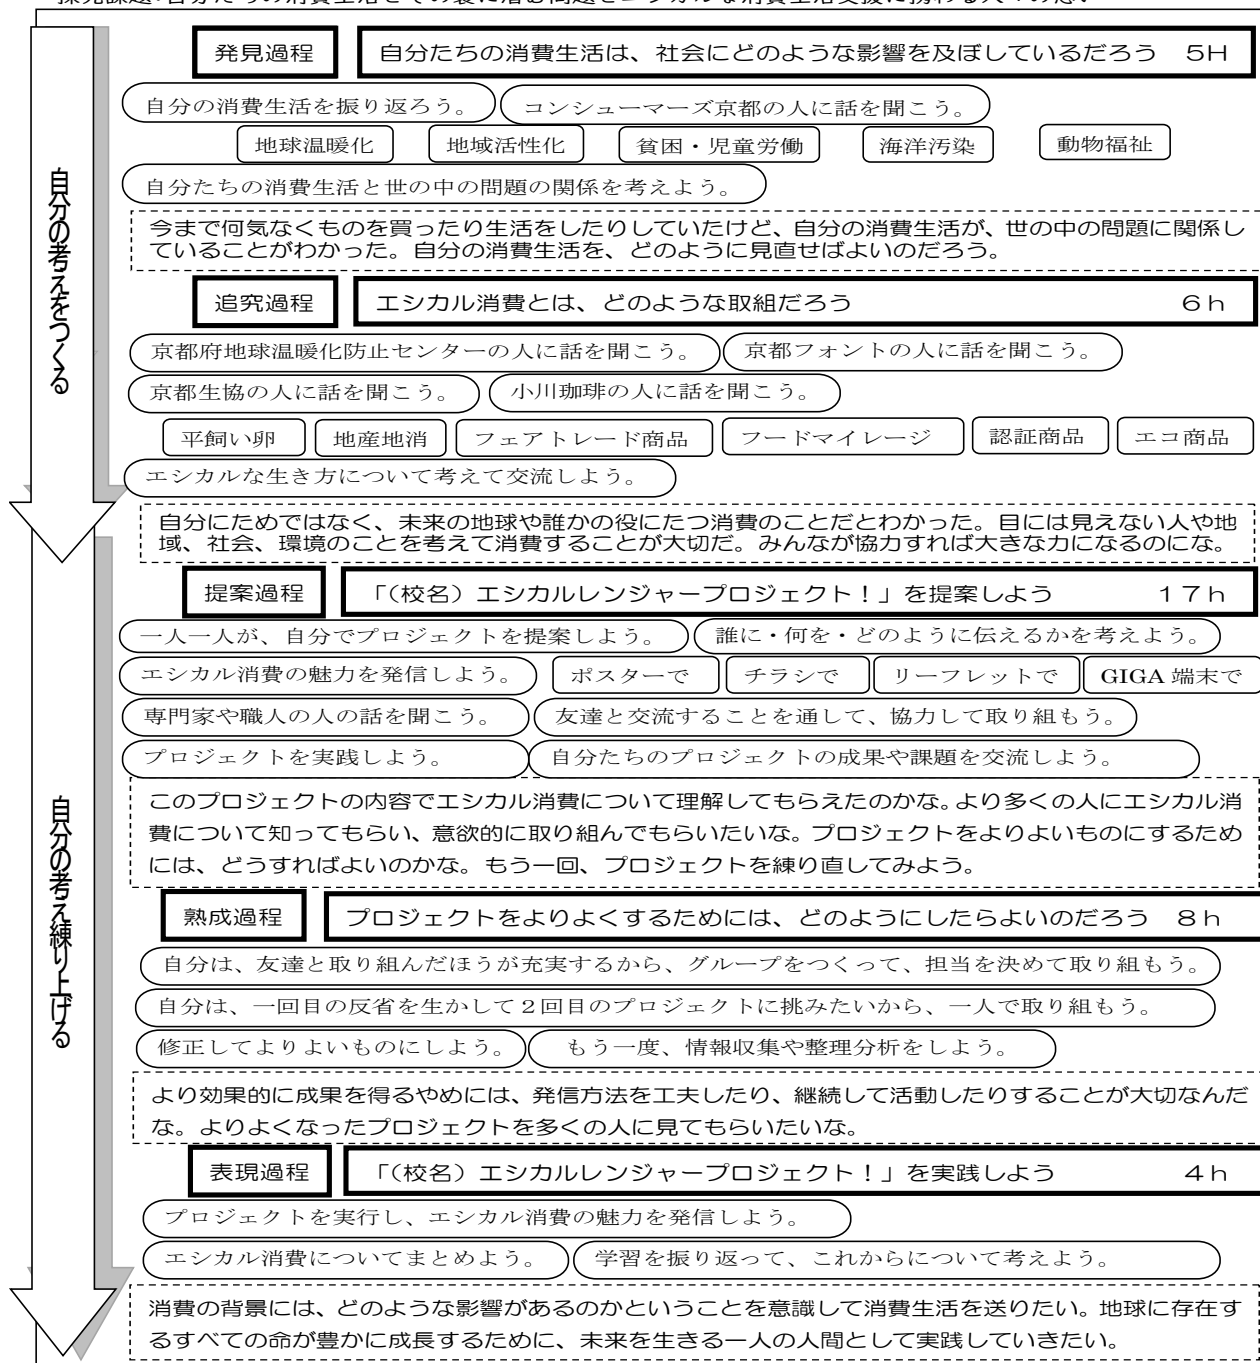 探究課題:自分たちの消費生活とその裏に潜む問題とエシカルな消費生活支援に携わる人々の思い
自分の考えをつくる
発見過程 自分たちの消費生活は、社会にどのような影響を及ぼしているだろう 5H
自分の消費生活を振り返ろう。 コンシューマーズ京都の人に話を聞こう。
地球温暖化 地域活性化 貧困・児童労働 海洋汚染 動物福祉
自分たちの消費生活と世の中の問題の関係を考えよう。
今まで何気なくものを買ったり生活をしたりしていたけど、自分の消費生活が、世の中の問題に関係し
ていることがわかった。自分の消費生活を、どのように見直せばよいのだろう。
追究過程 エシカル消費とは、どのような取組だろう 6h
京都府地球温暖化防止センターの人に話を聞こう。 京都フォントの人に話を聞こう。
京都生協の人に話を聞こう。 小川珈琲の人に話を聞こう。
平飼い卵 地産地消 フェアトレード商品 フードマイレージ 認証商品 エコ商品
エシカルな生き方について考えて交流しよう。
自分にためではなく、未来の地球や誰かの役にたつ消費のことだとわかった。目には見えない人や地
域、社会、環境のことを考えて消費することが大切だ。みんなが協力すれば大きな力になるのにな。
自分の考え練り上げる
提案過程 「(校名)エシカルレンジャープロジェクト!」を提案しよう 17h
一人一人が、自分でプロジェクトを提案しよう。 誰に・何を・どのように伝えるかを考えよう。
エシカル消費の魅力を発信しよう。 ポスターで チラシで リーフレットで GIGA 端末で
専門家や職人の人の話を聞こう。 友達と交流することを通して、協力して取り組もう。
プロジェクトを実践しよう。 自分たちのプロジェクトの成果や課題を交流しよう。
このプロジェクトの内容でエシカル消費について理解してもらえたのかな。より多くの人にエシカル消
費について知ってもらい、意欲的に取り組んでもらいたいな。プロジェクトをよりよいものにするため
には、どうすればよいのかな。もう一回、プロジェクトを練り直してみよう。
熟成過程 プロジェクトをよりよくするためには、どのようにしたらよいのだろう 8h
自分は、友達と取り組んだほうが充実するから、グループをつくって、担当を決めて取り組もう。
自分は、一回目の反省を生かして2回目のプロジェクトに挑みたいから、一人で取り組もう。
修正してよりよいものにしよう。 もう一度、情報収集や整理分析をしよう。
より効果的に成果を得るやめには、発信方法を工夫したり、継続して活動したりすることが大切なんだ
な。よりよくなったプロジェクトを多くの人に見てもらいたいな。
表現過程 「(校名)エシカルレンジャープロジェクト!」を実践しよう 4h
プロジェクトを実行し、エシカル消費の魅力を発信しよう。
エシカル消費についてまとめよう。 学習を振り返って、これからについて考えよう。
消費の背景には、どのような影響があるのかということを意識して消費生活を送りたい。地球に存在す
るすべての命が豊かに成長するために、未来を生きる一人の人間として実践していきたい。